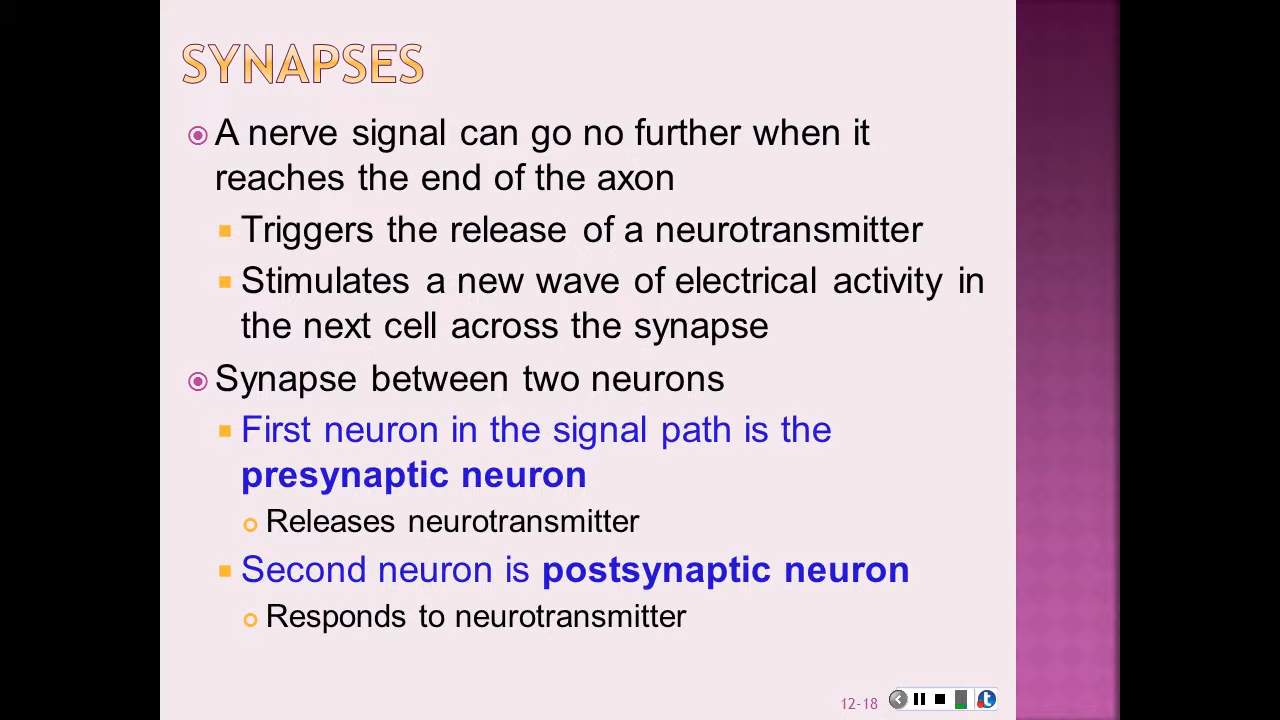 SYNAPSES
A nerve signal can go no further when it
reaches the end of the axon
Triggers the release of a neurotransmitter
Stimulates a new wave of electrical activity in
the next cell across the synapse
Synapse between two neurons
First neuron in the signal path is the
presynaptic neuron
Releases neurotransmitter
Second neuron is postsynaptic neuron
Responds to neurotransmitter
12-18
t